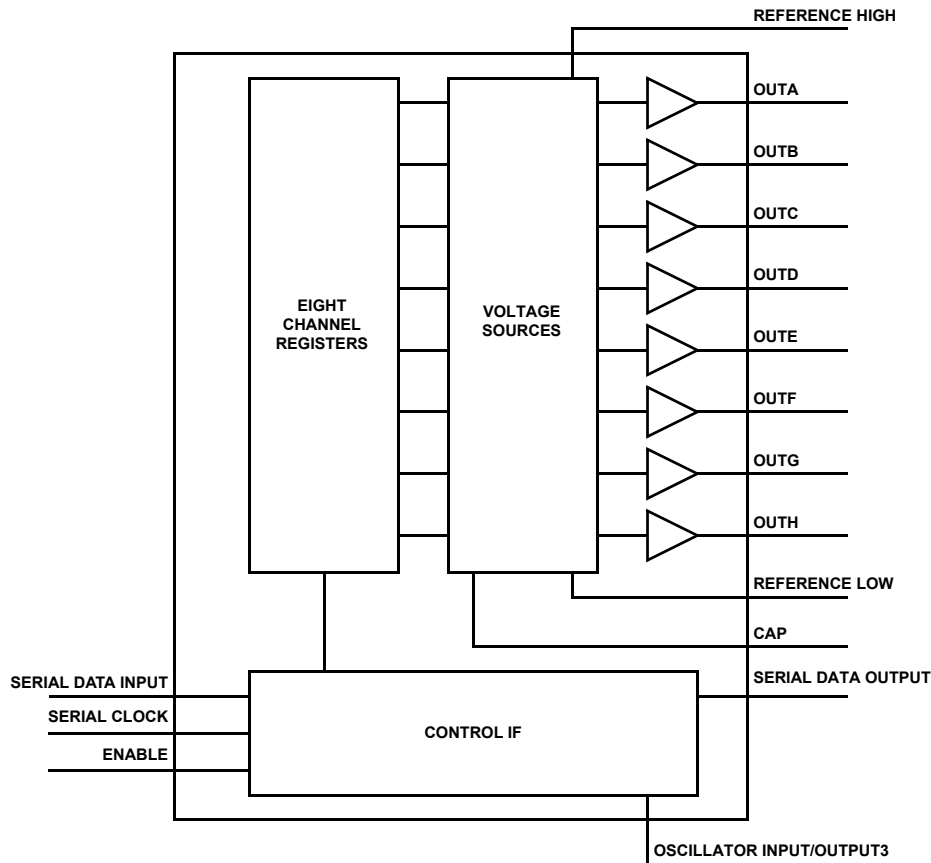 REFERENCE HIGH
OUTA
OUTB
OUTC
OUTD
EIGHT
CHANNEL
REGISTERS
VOLTAGE
SOURCES
OUTE
OUTF
OUTG
OUTH
REFERENCE LOW
CAP
SERIAL DATA INPUT
SERIAL DATA OUTPUT
SERIAL CLOCK
CONTROL IF
ENABLE
OSCILLATOR INPUT/OUTPUT3